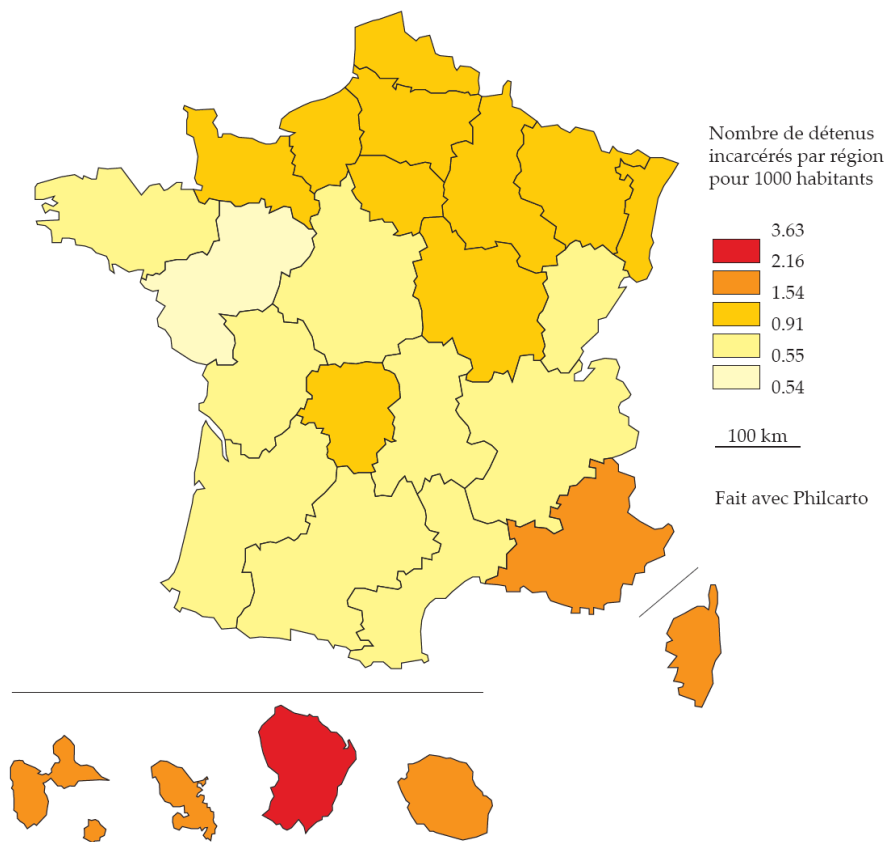 Nombre de détenus
incarcérés par région
pour 1000 habitants
3.63
2.16
1.54
0.91
0.55
0.54
100 km
Fait avec Philcarto